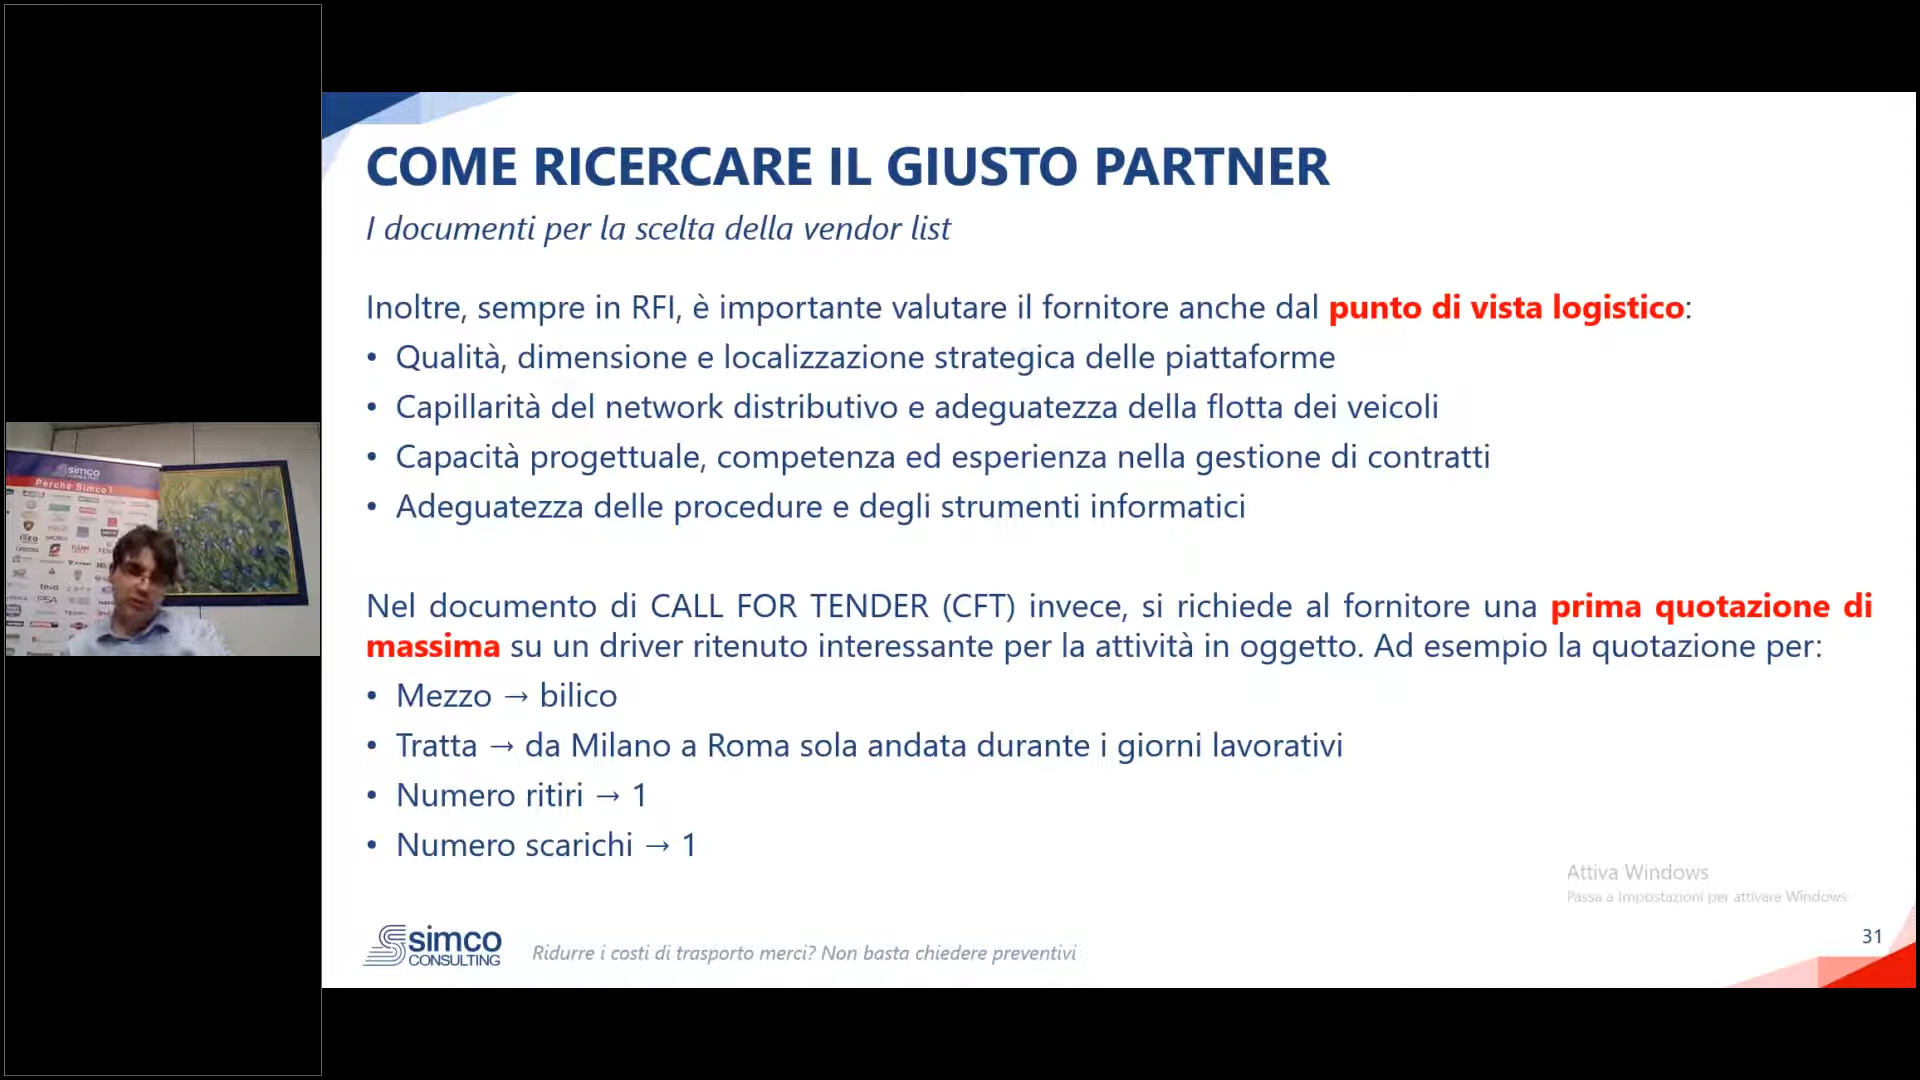 COME RICERCARE IL GIUSTO PARTNER
I documenti per la scelta della vendor list
Inoltre, sempre in RFI, è importante valutare il fornitore anche dal punto di vista logistico:
• Qualità, dimensione e localizzazione strategica delle piattaforme
• Capillarità del network distributivo e adeguatezza della flotta dei veicoli
• Capacità progettuale, competenza ed esperienza nella gestione di contratti
• Adeguatezza delle procedure e degli strumenti informatici
Nel documento di CALL FOR TENDER (CFT) invece, si richiede al fornitore una prima quotazione di
massima su un driver ritenuto interessante per la attività in oggetto. Ad esempio la quotazione per:
• Mezzo → bilico
• Tratta → da Milano a Roma sola andata durante i giorni lavorativi
• Numero ritiri → 1
• Numero scarichi → 1
Attiva Windows
Passa a Impostazioni per attivare Windows
31
simco
CONSULTING
Ridurre i costi di trasporto merci? Non basta chiedere preventivi
simco
Perché Simco?
teva